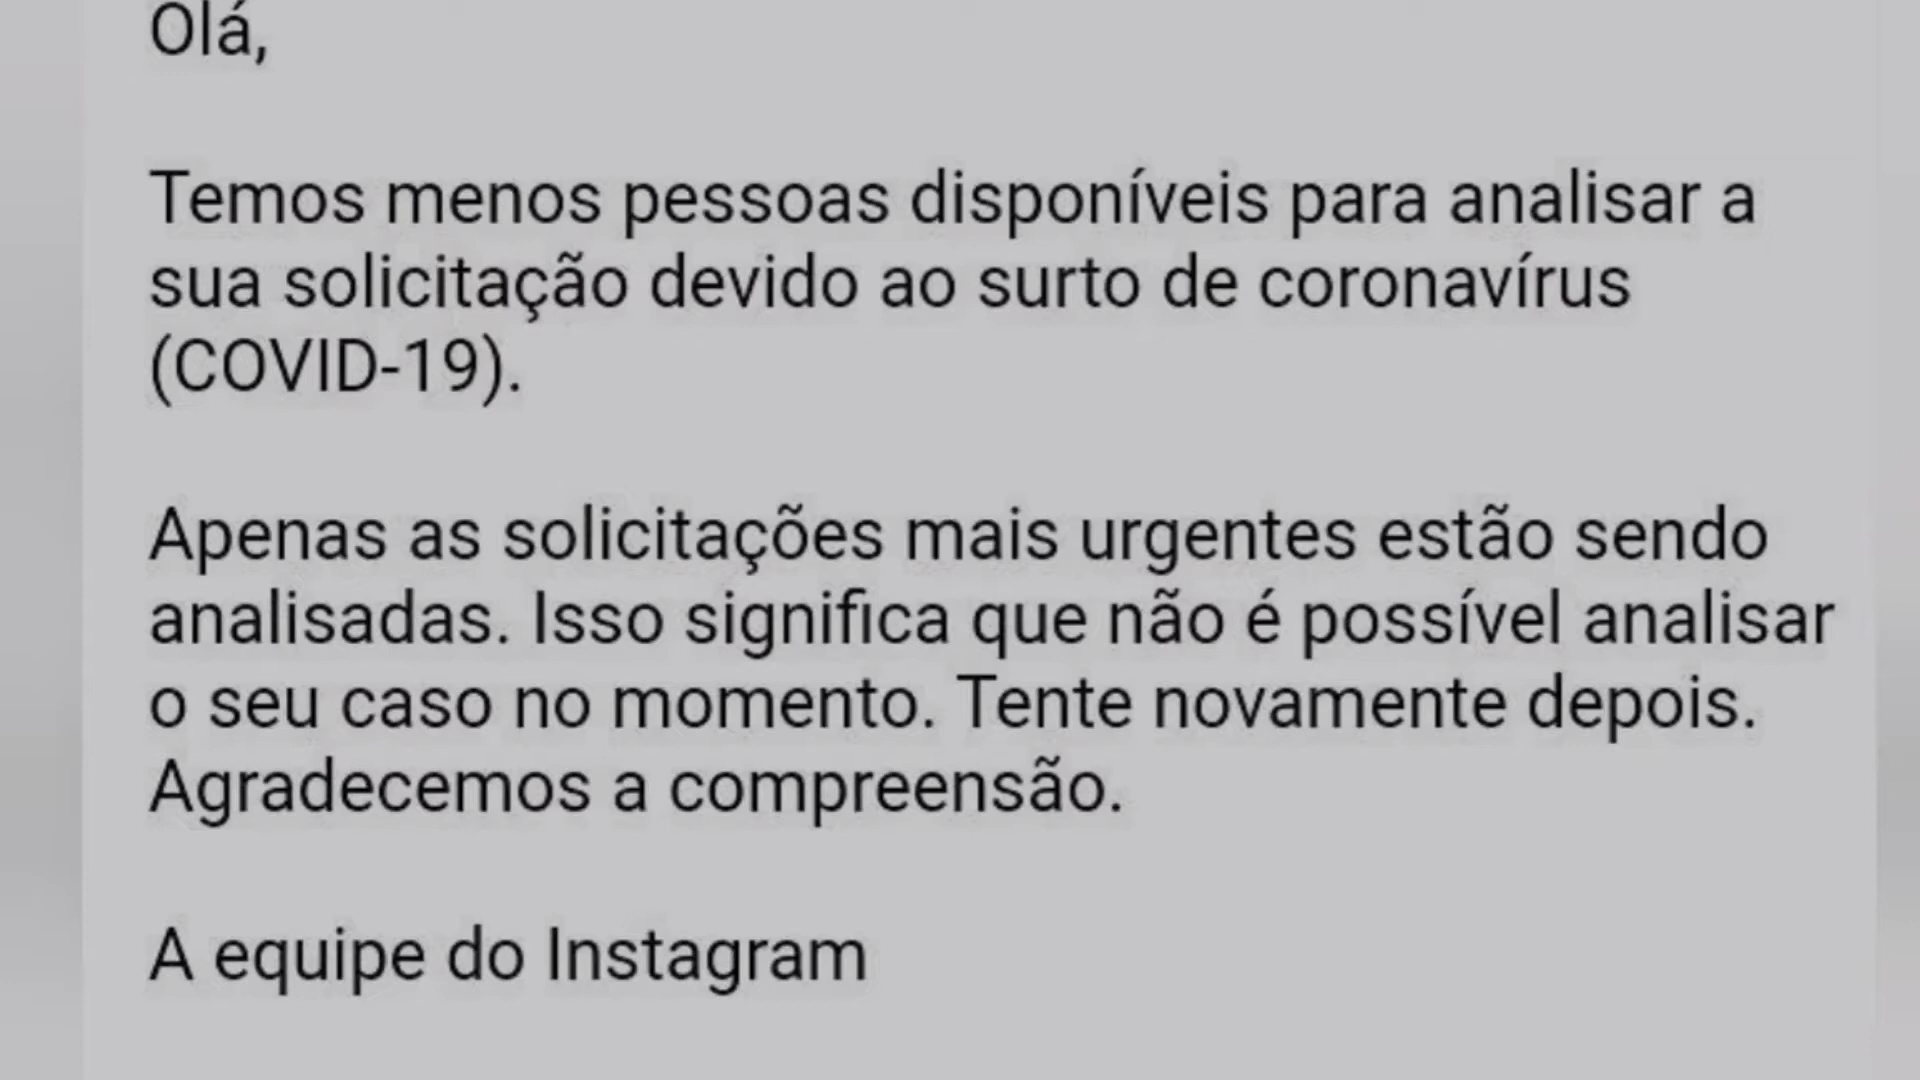 Olá,
Temos menos pessoas disponíveis para analisar a
sua solicitação devido ao surto de coronavírus
(COVID-19).
Apenas as solicitações mais urgentes estão sendo
analisadas. Isso significa que não é possível analisar
o seu caso no momento. Tente novamente depois.
Agradecemos a compreensão.
A equipe do Instagram